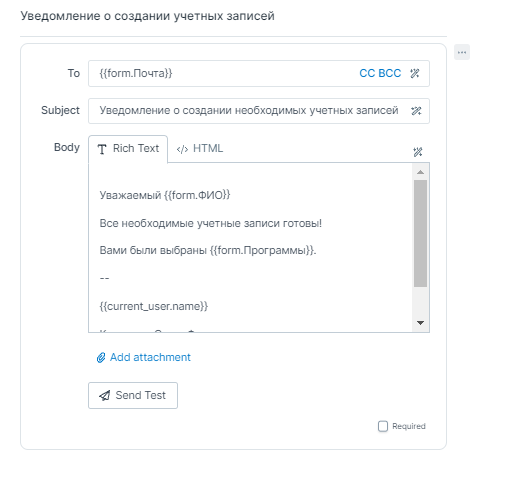 Уведомление о создании учетных записей
To {{form.Почта}} CC BCC
Subject Уведомление о создании необходимых учетных записей
Body Rich Text </> HTML
Уважаемый {{form.ФИО}}
Все необходимые учетные записи готовы!
Вами были выбраны {{form.Программы}}.
--
{{current_user.name}}
Add attachment
Send Test
Required